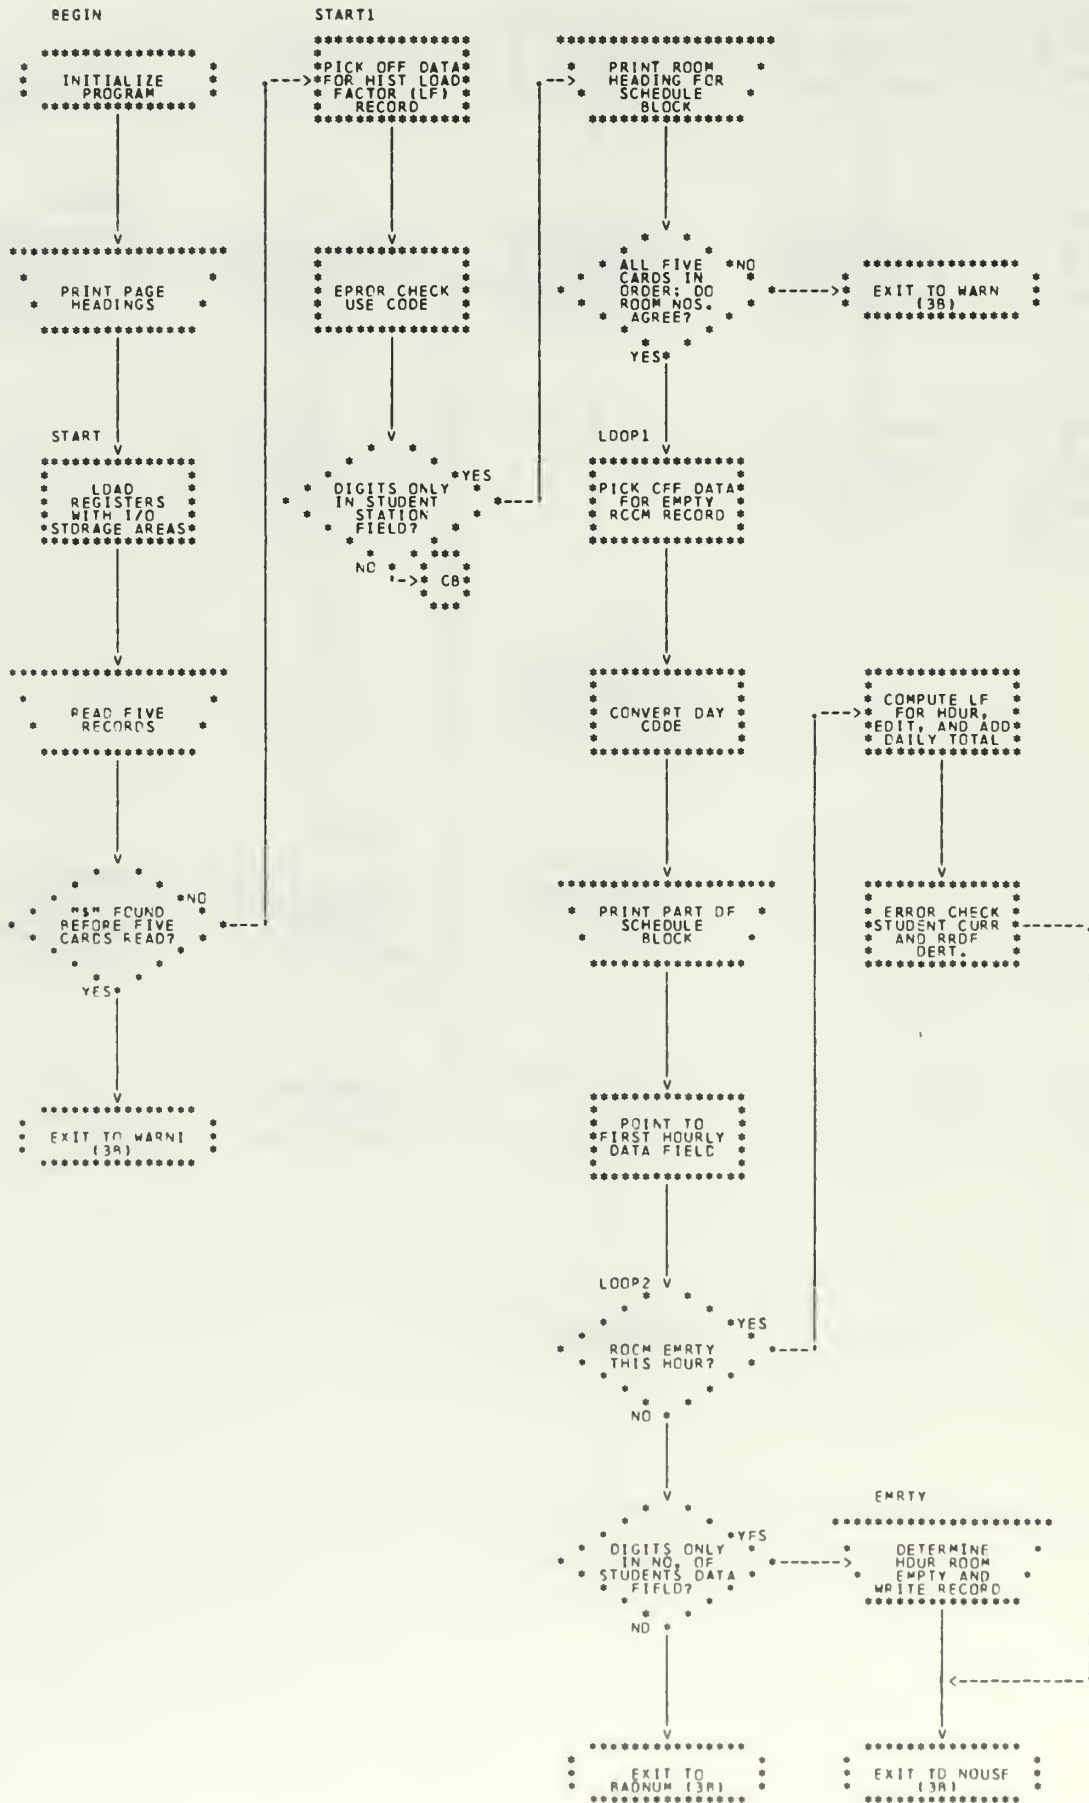 BEGIN
INITIALIZE
PROGRAM
PRINT PAGE
HEADINGS
START
LOAD
REGISTERS
WITH I/O
STORAGE AREAS
READ FIVE
RECORDS
"$" FOUND
BEFORE FIVE
CARDS READ?
NO
YES
EXIT TO WARN1
(3B)
START1
PICK OFF DATA
FOR HIST LOAD
FACTOR (LF)
RECORD
ERROR CHECK
USE CODE
DIGITS ONLY
IN STUDENT
STATION
FIELD?
YES
NO
C8
PRINT ROOM
HEADING FOR
SCHEDULE
BLOCK
ALL FIVE
CARDS IN
ORDER; DO
ROOM NOS.
AGREE?
NO
YES
EXIT TO WARN
(3B)
LOOP1
PICK OFF DATA
FOR EMPTY
ROOM RECORD
CONVERT DAY
CODE
PRINT PART OF
SCHEDULE
BLOCK
POINT TO
FIRST HOURLY
DATA FIELD
LOOP2
ROOM EMRTY
THIS HOUR?
YES
NO
COMPUTE LF
FOR HOUR,
EDIT, AND ADD
DAILY TOTAL
ERROR CHECK
STUDENT CURR
AND RRDF
DERT.
DIGITS ONLY
IN NO. OF
STUDENTS DATA
FIELD?
YES
NO
EMRTY
DETERMINE
HOUR ROOM
EMPTY AND
WRITE RECORD
EXIT TO
BADNUM (3B)
EXIT TO NOUSE
(3B)